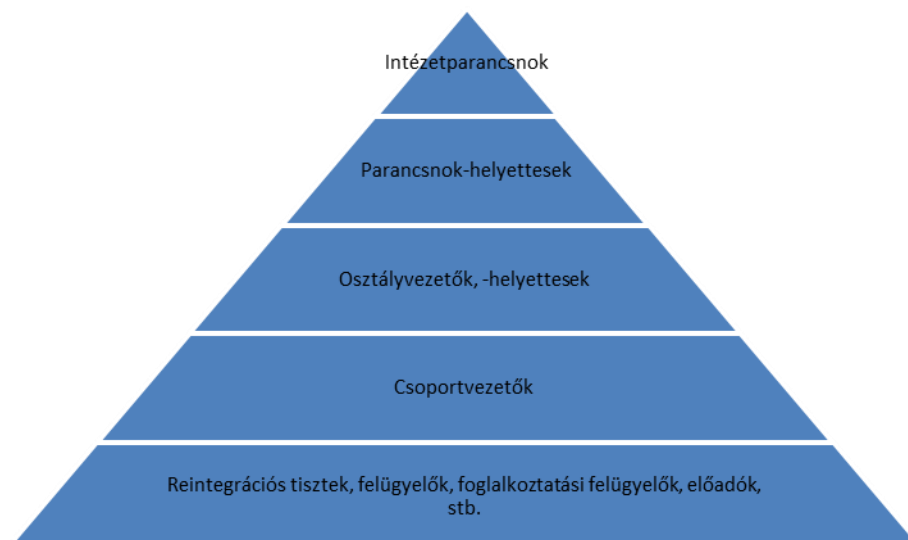 Intézetparancsnok
Parancsnok-helyettesek
Osztályvezetők, -helyettesek
Csoportvezetők
Reintegrációs tisztek, felügyelők, foglalkoztatási felügyelők, előadók,
stb.